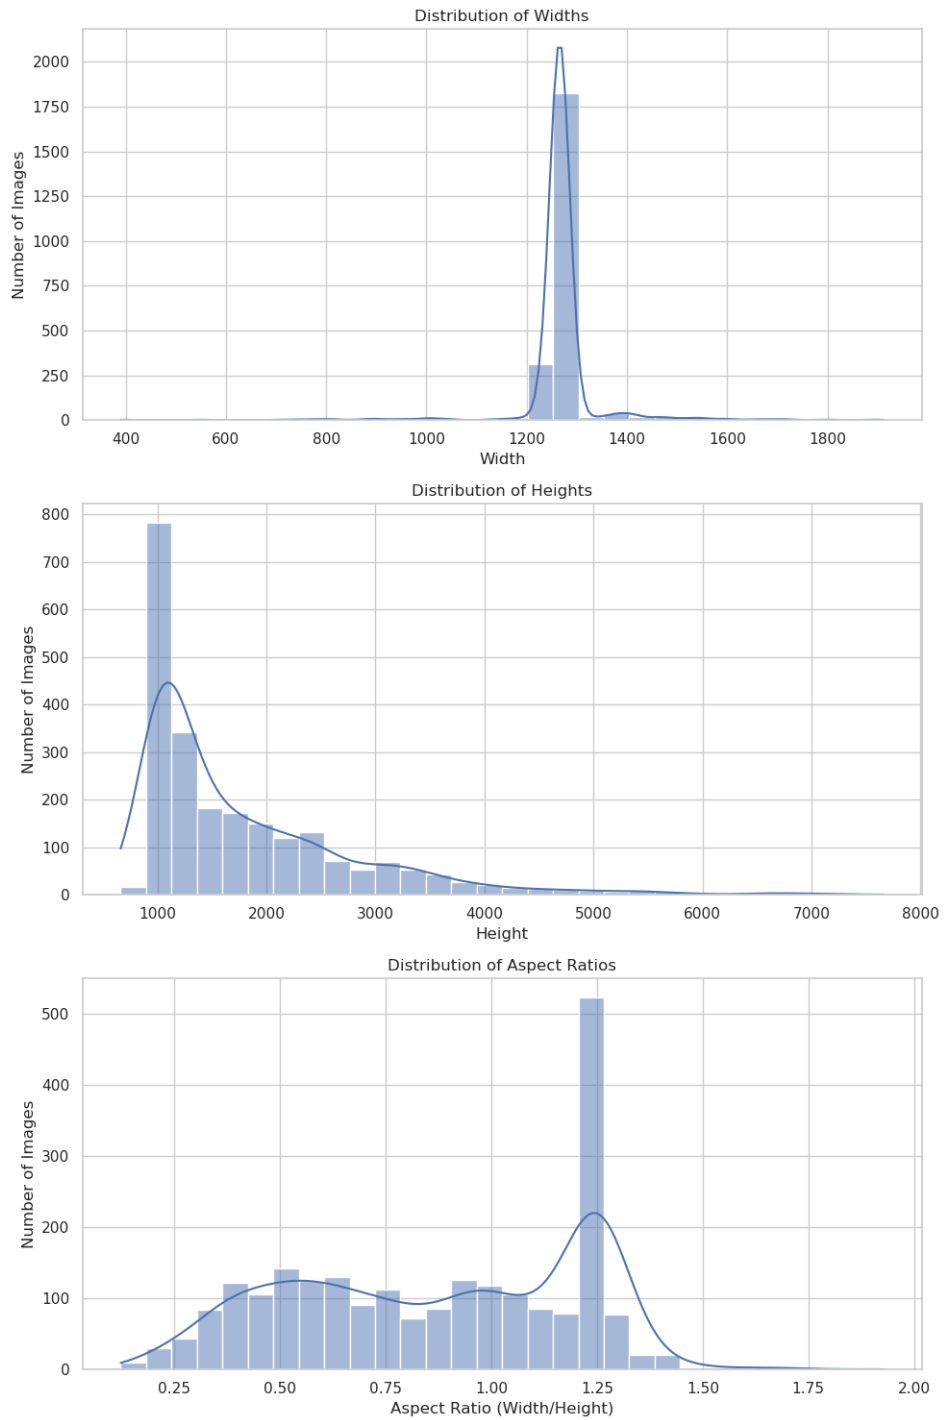 Distribution of Widths
2000
1750
1500
1250
1000
750
500
250
0
Number of Images
400 600 800 1000 1200 1400 1600 1800
Width
Distribution of Heights
800
700
600
500
400
300
200
100
0
Number of Images
1000 2000 3000 4000 5000 6000 7000 8000
Height
Distribution of Aspect Ratios
500
400
300
200
100
0
Number of Images
0.25 0.50 0.75 1.00 1.25 1.50 1.75 2.00
Aspect Ratio (Width/Height)